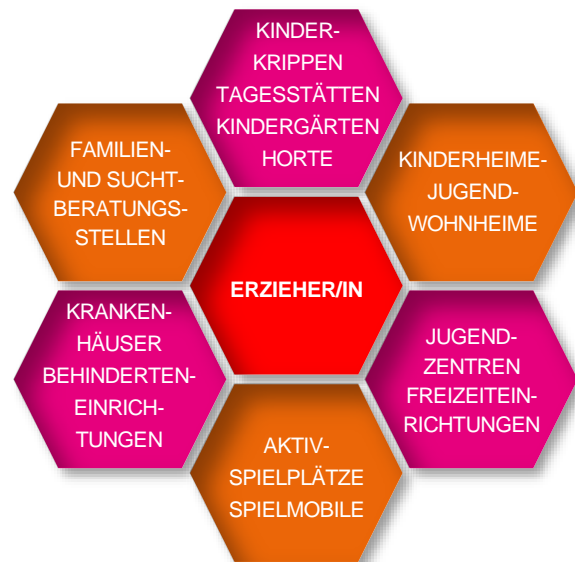 KINDER-
KRIPPEN
TAGESSTÄTTEN
KINDERGÄRTEN
HORTE
FAMILIEN-
UND SUCHT-
BERATUNGS-
STELLEN
KINDERHEIME-
JUGEND-
WOHNHEIME
ERZIEHER/IN
KRANKEN-
HÄUSER
BEHINDERTEN-
EINRICH-
TUNGEN
JUGEND-
ZENTREN
FREIZEITEIN-
RICHTUNGEN
AKTIV-
SPIELPLÄTZE
SPIELMOBILE